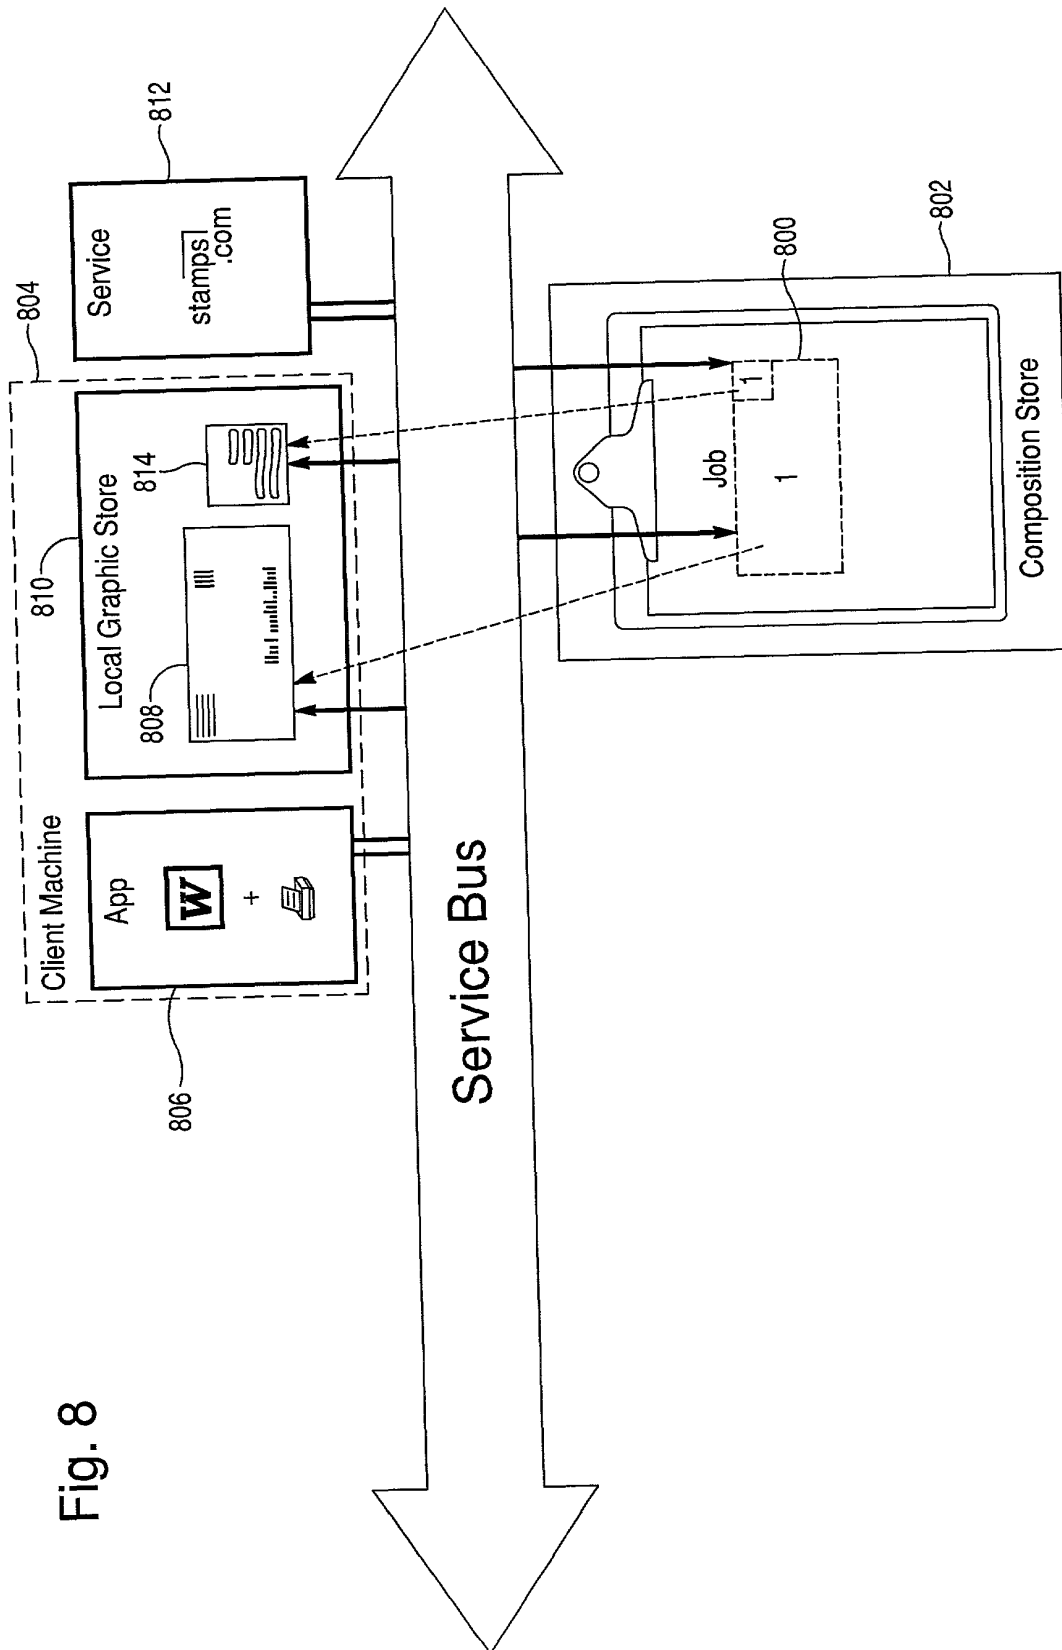 Fig. 8
Client Machine
804
App
W
+
806
Local Graphic Store
810
808
814
Service
stamps
.com
812
Service Bus
Job
1
1
800
802
Composition Store